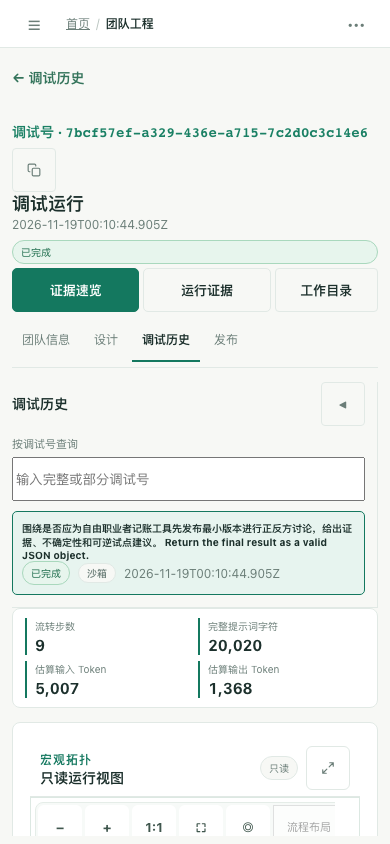 首页 / 团队工程
← 调试历史
调试号 · 7bcf57ef-a329-436e-a715-7c2d0c3c14e6
调试运行
2026-11-19T00:10:44.905Z
已完成
证据速览 运行证据 工作目录
团队信息 设计 调试历史 发布
调试历史
按调试号查询
输入完整或部分调试号
围绕是否应为自由职业者记账工具先发布最小版本进行正反方讨论，给出证
据、不确定性和可逆试点建议。 Return the final result as a valid
JSON object.
已完成 沙箱 2026-11-19T00:10:44.905Z
流转步数 完整提示词字符
9 20,020
估算输入 Token 估算输出 Token
5,007 1,368
宏观拓扑
只读运行视图
只读
− + 1:1 流程布局